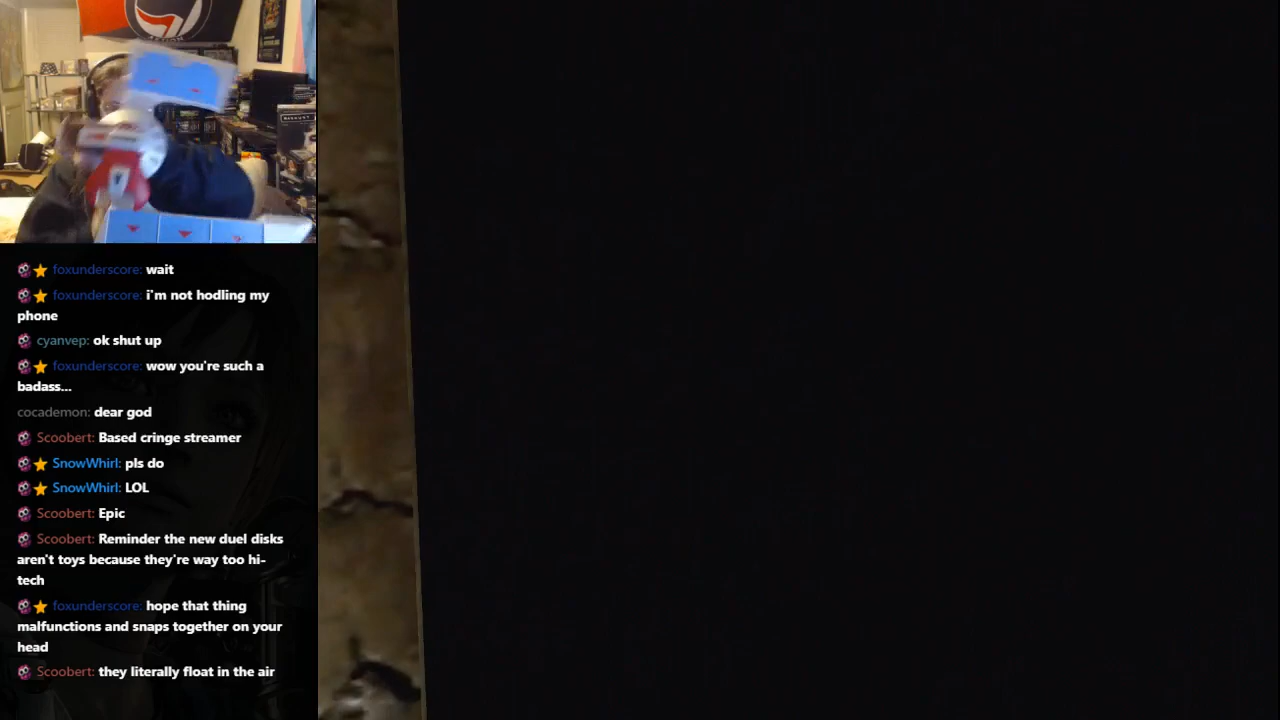 ACTION
MANHUNT
foxunderscore: wait
foxunderscore: i'm not hodling my
phone
cyanvep: ok shut up
foxunderscore: wow you're such a
badass...
cocademon: dear god
Scoobert: Based cringe streamer
SnowWhirl: pls do
SnowWhirl: LOL
Scoobert: Epic
Scoobert: Reminder the new duel disks
aren't toys because they're way too hi-
tech
foxunderscore: hope that thing
malfunctions and snaps together on your
head
Scoobert: they literally float in the air